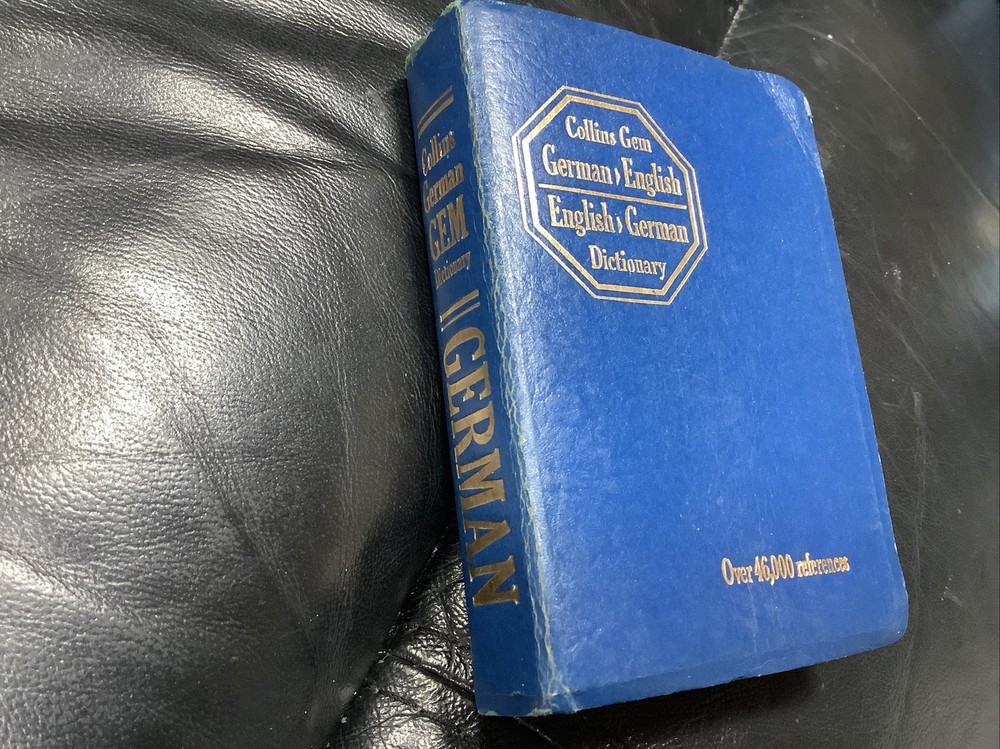 Collins Gem
German › English
English › German
Dictionary
Over 46,000 references
Collins
German
GEM
Dictionary
GERMAN